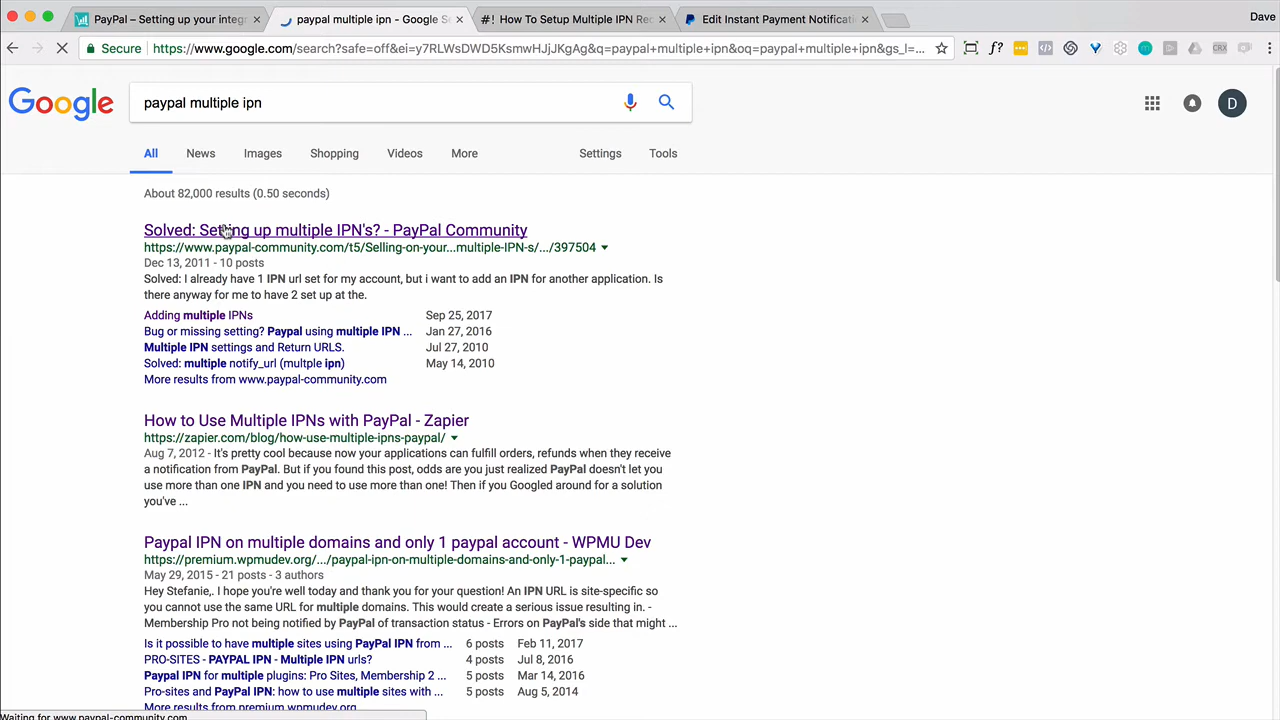 PayPal – Setting up your integ
paypal multiple ipn - Google S
#! How To Setup Multiple IPN Rec
Edit Instant Payment Notificati
Dave
Secure
https://www.google.com/search?safe=off&ei=y7RLWsDWD5KsmwHJjKgAg&q=paypal+multiple+ipn&oq=paypal+multiple+ipn&gs_l=...
f?
CRX
Google
paypal multiple ipn
D
All
News
Images
Shopping
Videos
More
Settings
Tools
About 82,000 results (0.50 seconds)
Solved: Setting up multiple IPN's? - PayPal Community
https://www.paypal-community.com/t5/Selling-on-your...multiple-IPN-s/.../397504
Dec 13, 2011 - 10 posts
Solved: I already have 1 IPN url set for my account, but i want to add an IPN for another application. Is
there anyway for me to have 2 set up at the.
Adding multiple IPNs Sep 25, 2017
Bug or missing setting? Paypal using multiple IPN ... Jan 27, 2016
Multiple IPN settings and Return URLS. Jul 27, 2010
Solved: multiple notify_url (multple ipn) May 14, 2010
More results from www.paypal-community.com
How to Use Multiple IPNs with PayPal - Zapier
https://zapier.com/blog/how-use-multiple-ipns-paypal/
Aug 7, 2012 - It's pretty cool because now your applications can fulfill orders, refunds when they receive
a notification from PayPal. But if you found this post, odds are you just realized PayPal doesn't let you
use more than one IPN and you need to use more than one! Then if you Googled around for a solution
you've ...
Paypal IPN on multiple domains and only 1 paypal account - WPMU Dev
https://premium.wpmudev.org/.../paypal-ipn-on-multiple-domains-and-only-1-paypal...
May 29, 2015 - 21 posts - 3 authors
Hey Stefanie,. I hope you're well today and thank you for your question! An IPN URL is site-specific so
you cannot use the same URL for multiple domains. This would create a serious issue resulting in. -
Membership Pro not being notified by PayPal of transaction status - Errors on PayPal's side that might ...
Is it possible to have multiple sites using PayPal IPN from ... 6 posts Feb 11, 2017
PRO-SITES - PAYPAL IPN - Multiple IPN urls? 4 posts Jul 8, 2016
Paypal IPN for multiple plugins: Pro Sites, Membership 2 ... 5 posts Mar 14, 2016
Pro-sites and PayPal IPN: how to use multiple sites with ... 5 posts Aug 5, 2014
More results from premium.wpmudev.org
Waiting for www.paypal-community.com